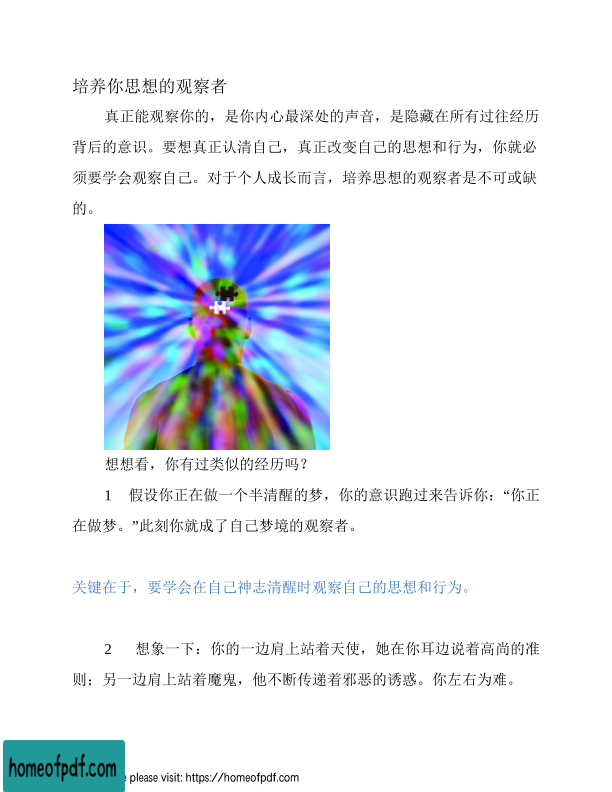 培养你思想的观察者
真正能观察你的，是你内心最深处的声音，是隐藏在所有过往经历
背后的意识。要想真正认清自己，真正改变自己的思想和行为，你就必
须要学会观察自己。对于个人成长而言，培养思想的观察者是不可或缺
的。
想想看，你有过类似的经历吗？
1 假设你正在做一个半清醒的梦，你的意识跑过来告诉你：“你正
在做梦。”此刻你就成了自己梦境的观察者。
关键在于，要学会在自己神志清醒时观察自己的思想和行为。
2 想象一下：你的一边肩上站着天使，她在你耳边说着高尚的准
则；另一边肩上站着魔鬼，他不断传递着邪恶的诱惑。你左右为难。
homeofpdf.com
please visit: https://homeofpdf.com